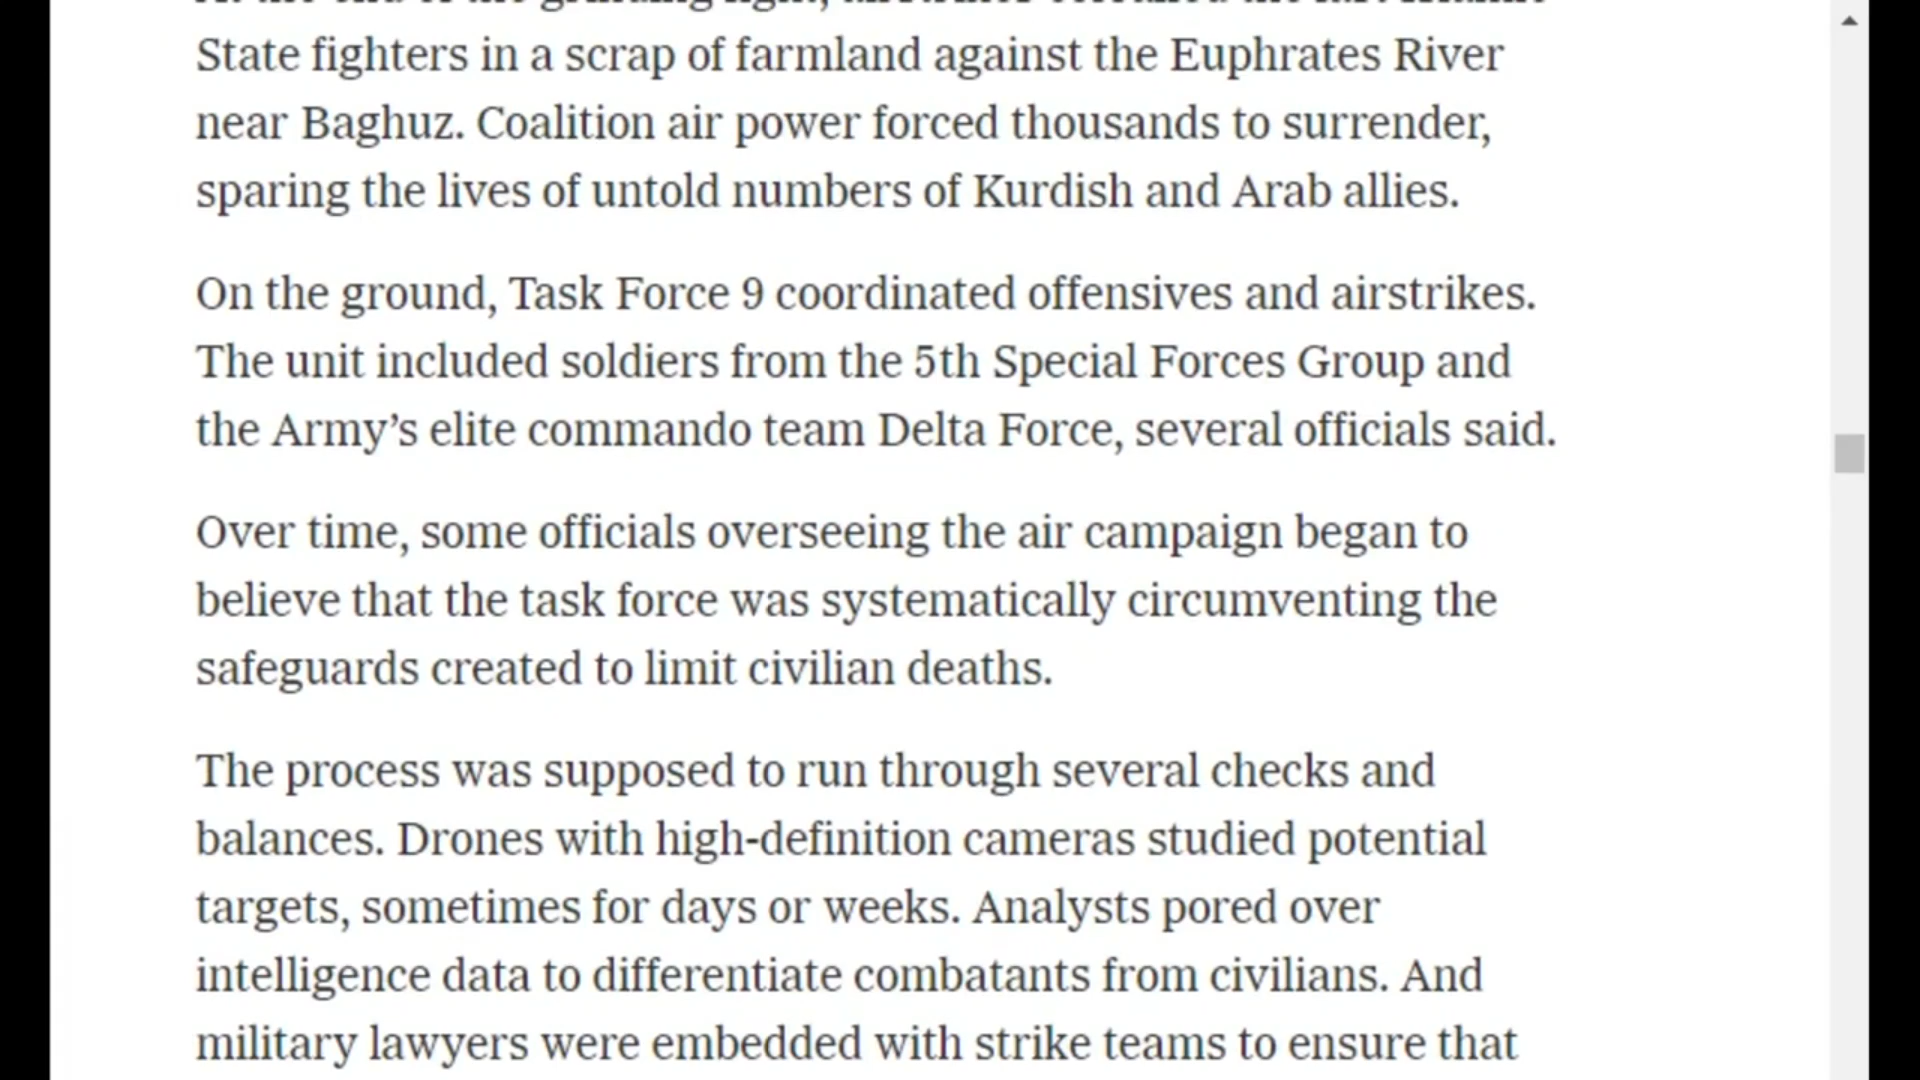 State fighters in a scrap of farmland against the Euphrates River
near Baghuz. Coalition air power forced thousands to surrender,
sparing the lives of untold numbers of Kurdish and Arab allies.
On the ground, Task Force 9 coordinated offensives and airstrikes.
The unit included soldiers from the 5th Special Forces Group and
the Army’s elite commando team Delta Force, several officials said.
Over time, some officials overseeing the air campaign began to
believe that the task force was systematically circumventing the
safeguards created to limit civilian deaths.
The process was supposed to run through several checks and
balances. Drones with high-definition cameras studied potential
targets, sometimes for days or weeks. Analysts pored over
intelligence data to differentiate combatants from civilians. And
military lawyers were embedded with strike teams to ensure that